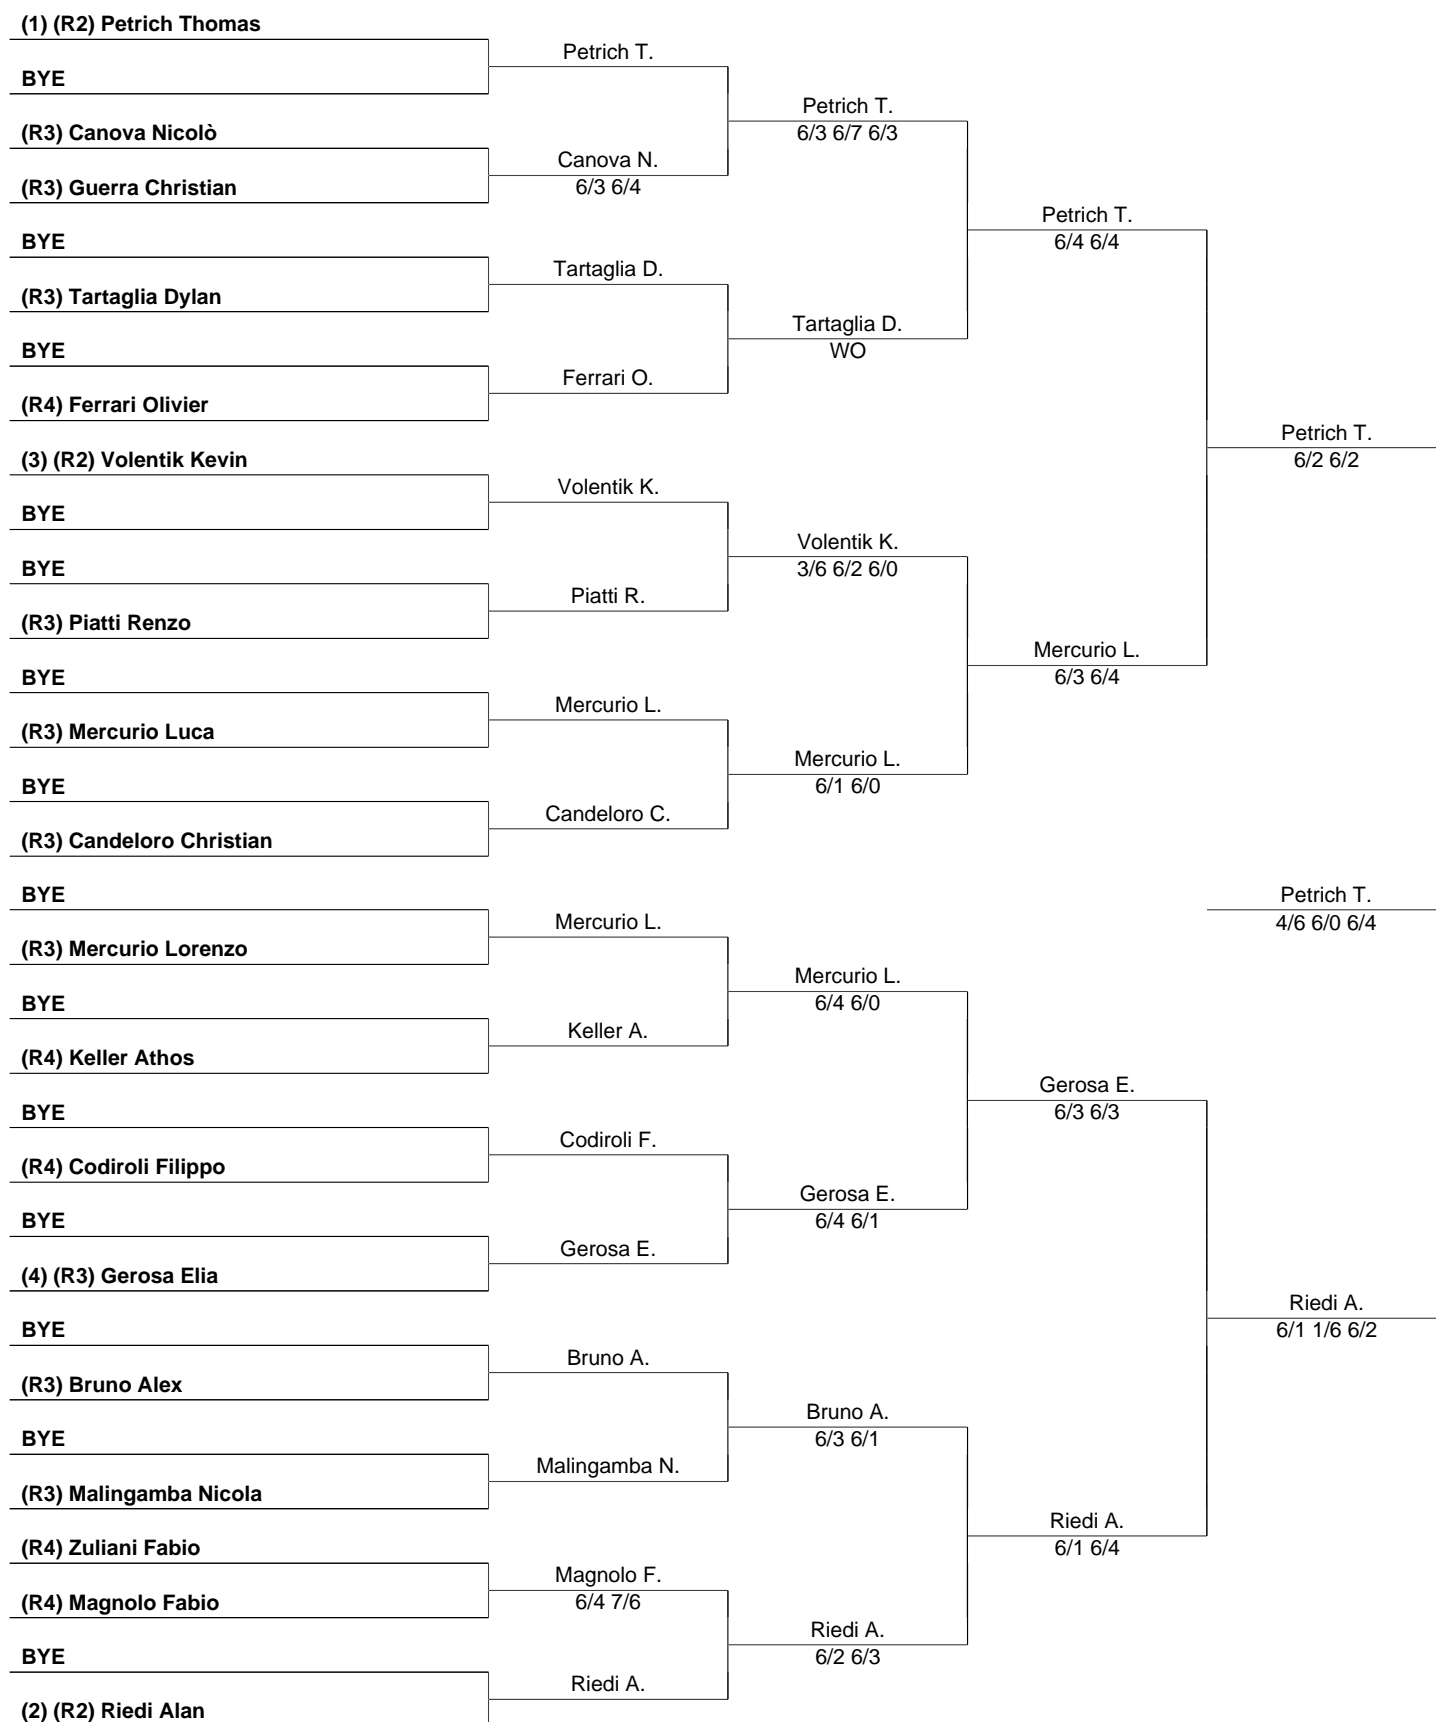 (1) (R2) Petrich Thomas
BYE
(R3) Canova Nicolò
(R3) Guerra Christian
BYE
(R3) Tartaglia Dylan
BYE
(R4) Ferrari Olivier
(3) (R2) Volentik Kevin
BYE
BYE
(R3) Piatti Renzo
BYE
(R3) Mercurio Luca
BYE
(R3) Candeloro Christian
BYE
(R3) Mercurio Lorenzo
BYE
(R4) Keller Athos
BYE
(R4) Codiroli Filippo
BYE
(4) (R3) Gerosa Elia
BYE
(R3) Bruno Alex
BYE
(R3) Malingamba Nicola
(R4) Zuliani Fabio
(R4) Magnolo Fabio
BYE
(2) (R2) Riedi Alan
Petrich T.
Canova N.
6/3 6/4
Tartaglia D.
Ferrari O.
Volentik K.
Piatti R.
Mercurio L.
Candeloro C.
Mercurio L.
Keller A.
Codiroli F.
Gerosa E.
Bruno A.
Malingamba N.
Magnolo F.
6/4 7/6
Riedi A.
Petrich T.
6/3 6/7 6/3
Tartaglia D.
WO
Volentik K.
3/6 6/2 6/0
Mercurio L.
6/1 6/0
Mercurio L.
6/4 6/0
Gerosa E.
6/4 6/1
Bruno A.
6/3 6/1
Riedi A.
6/2 6/3
Petrich T.
6/4 6/4
Mercurio L.
6/3 6/4
Gerosa E.
6/3 6/3
Riedi A.
6/1 6/4
Petrich T.
6/2 6/2
Petrich T.
4/6 6/0 6/4
Riedi A.
6/1 1/6 6/2